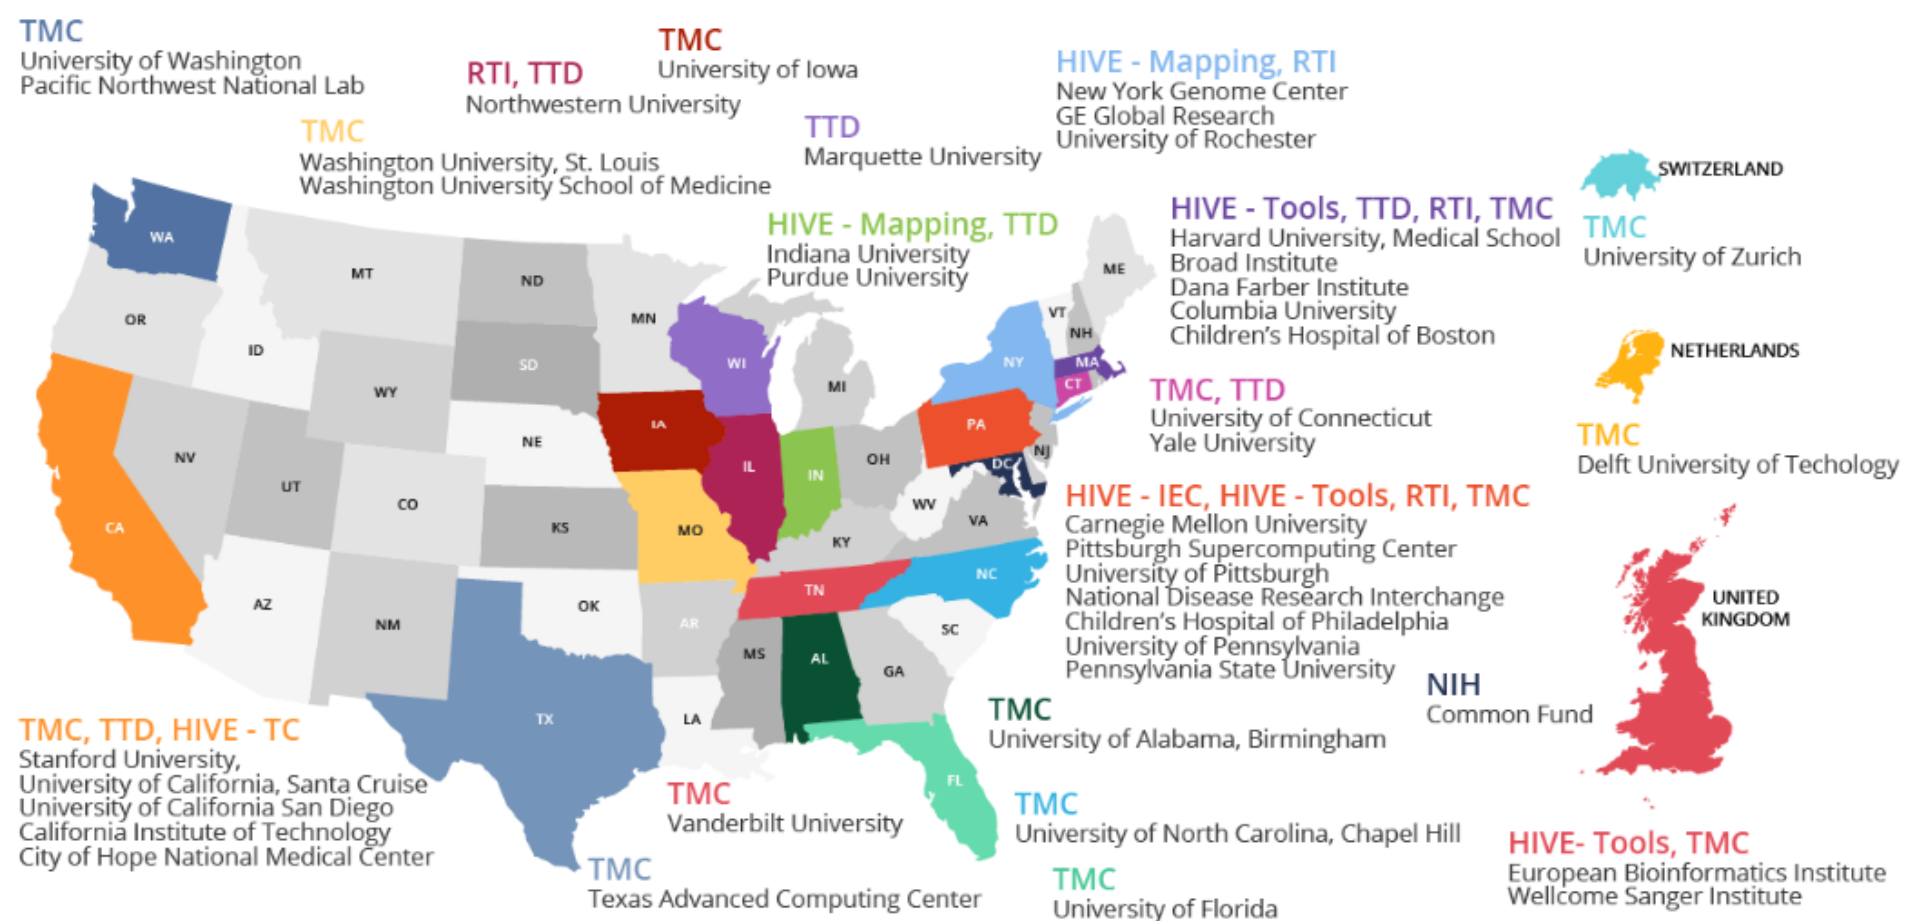 TMC
University of Washington
Pacific Northwest National Lab
RTI, TTD
Northwestern University
TMC
University of Iowa
HIVE - Mapping, RTI
New York Genome Center
GE Global Research
University of Rochester
TMC
Washington University, St. Louis
Washington University School of Medicine
TTD
Marquette University
HIVE - Mapping, TTD
Indiana University
Purdue University
HIVE - Tools, TTD, RTI, TMC
Harvard University, Medical School
Broad Institute
Dana Farber Institute
Columbia University
Children's Hospital of Boston
SWITZERLAND
TMC
University of Zurich
NETHERLANDS
TMC
Delft University of Techology
TMC, TTD
University of Connecticut
Yale University
HIVE - IEC, HIVE - Tools, RTI, TMC
Carnegie Mellon University
Pittsburgh Supercomputing Center
University of Pittsburgh
National Disease Research Interchange
Children's Hospital of Philadelphia
University of Pennsylvania
Pennsylvania State University
UNITED
KINGDOM
NIH
Common Fund
TMC
University of Alabama, Birmingham
TMC, TTD, HIVE - TC
Stanford University,
University of California, Santa Cruise
University of California San Diego
California Institute of Technology
City of Hope National Medical Center
TMC
Vanderbilt University
TMC
University of North Carolina, Chapel Hill
TMC
Texas Advanced Computing Center
TMC
University of Florida
HIVE- Tools, TMC
European Bioinformatics Institute
Wellcome Sanger Institute
WA
OR
ID
MT
ND
SD
MN
WI
WY
NE
IA
MI
NY
VT
NH
ME
MA
CT
PA
NJ
DC
OH
IN
IL
WV
VA
KY
MO
KS
CO
UT
NV
CA
AZ
NM
OK
AR
TN
NC
SC
GA
AL
MS
LA
TX
FL